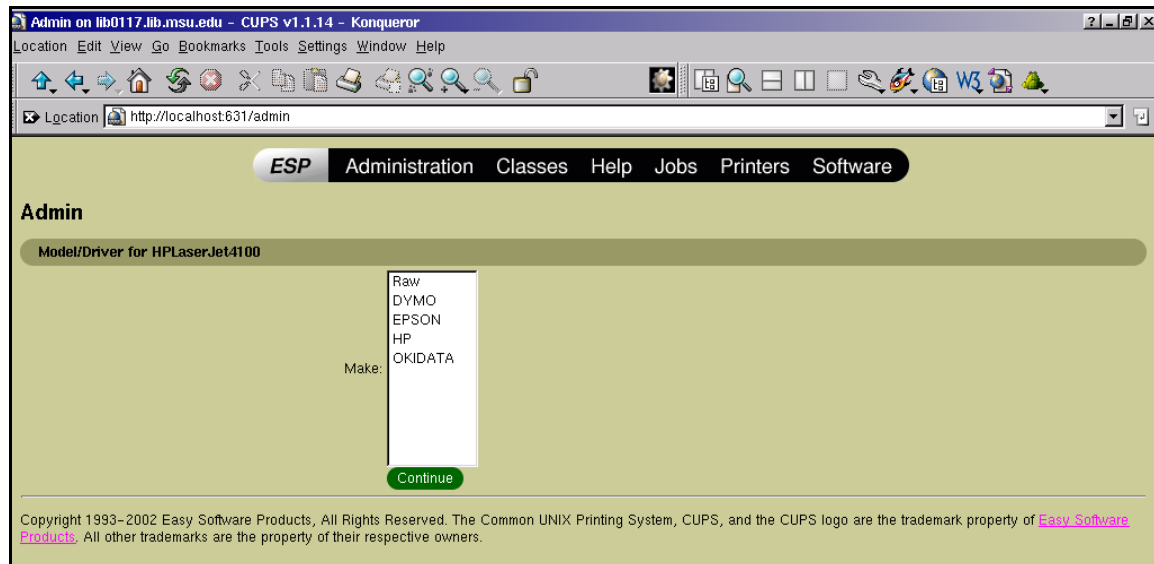 Admin on lib0117.lib.msu.edu - CUPS v1.1.14 - Konqueror
Location Edit View Go Bookmarks Tools Settings Window Help
Location http://localhost:631/admin
ESP Administration Classes Help Jobs Printers Software
Admin
Model/Driver for HPLaserJet4100
Raw
DYMO
EPSON
HP
OKIDATA
Make:
Continue
Copyright 1993-2002 Easy Software Products, All Rights Reserved. The Common UNIX Printing System, CUPS, and the CUPS logo are the trademark property of Easy Software
Products. All other trademarks are the property of their respective owners.